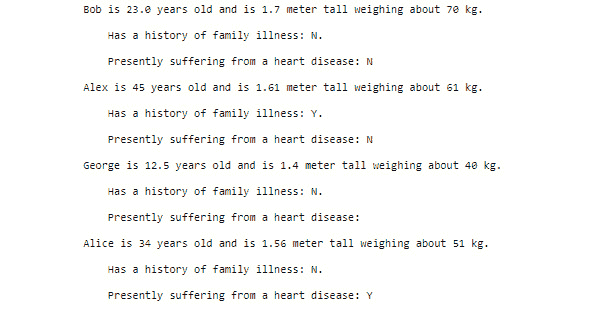 Bob is 23.0 years old and is 1.7 meter tall weighing about 70 kg.
Has a history of family illness: N.
Presently suffering from a heart disease: N
Alex is 45 years old and is 1.61 meter tall weighing about 61 kg.
Has a history of family illness: Y.
Presently suffering from a heart disease: N
George is 12.5 years old and is 1.4 meter tall weighing about 40 kg.
Has a history of family illness: N.
Presently suffering from a heart disease:
Alice is 34 years old and is 1.56 meter tall weighing about 51 kg.
Has a history of family illness: N.
Presently suffering from a heart disease: Y